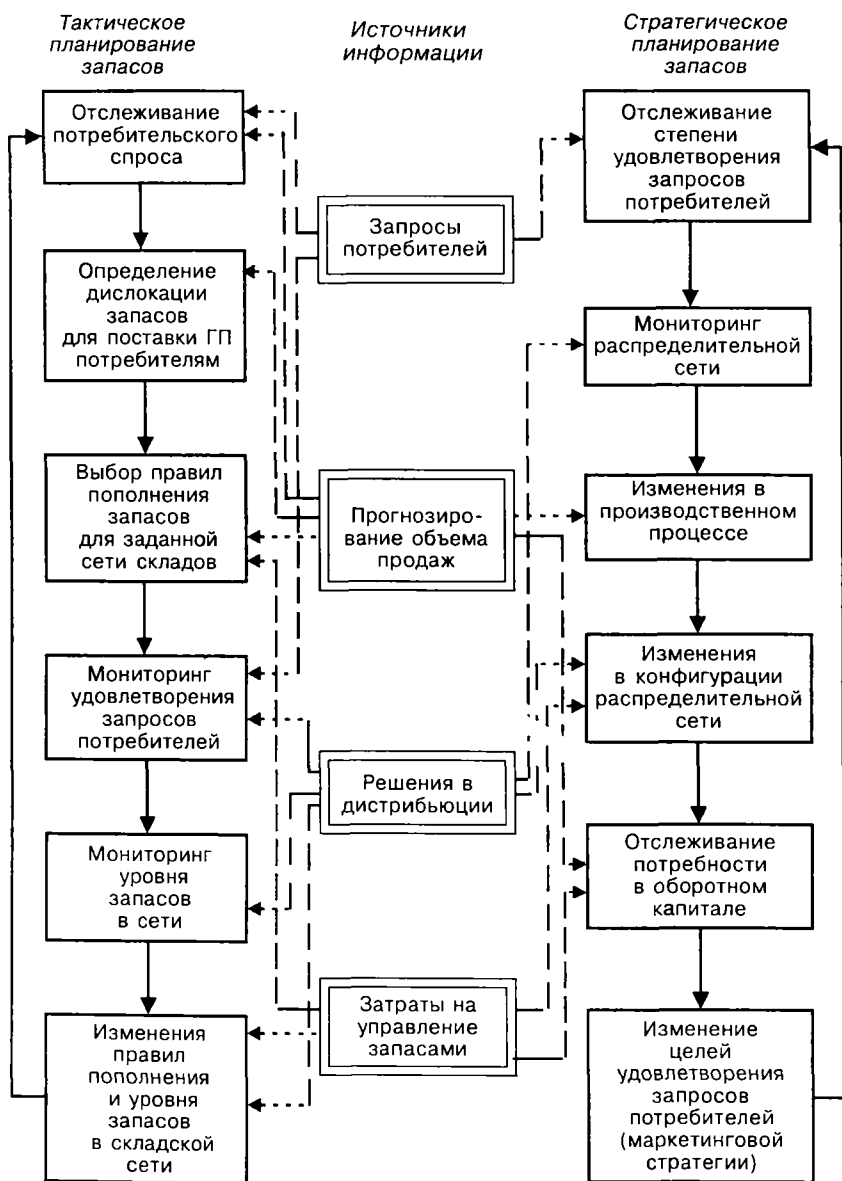 Тактическое
планирование
запасов
Источники
информации
Стратегическое
планирование
запасов
Отслеживание
потребительского
спроса
Определение
дислокации
запасов
для поставки ГП
потребителям
Выбор правил
пополнения
запасов
для заданной
сети складов
Мониторинг
удовлетворения
запросов
потребителей
Мониторинг
уровня
запасов
в сети
Изменения
правил
пополнения
и уровня
запасов
в складской
сети
Запросы
потребителей
Прогнозиро-
вание объема
продаж
Решения в
дистрибьюции
Затраты на
управление
запасами
Отслеживание
степени
удовлетворения
запросов
потребителей
Мониторинг
распределительной
сети
Изменения в
производственном
процессе
Изменения
в конфигурации
распределительной
сети
Отслеживание
потребности
в оборотном
капитале
Изменение
целей
удовлетворения
запросов
потребителей
(маркетинговой
стратегии)